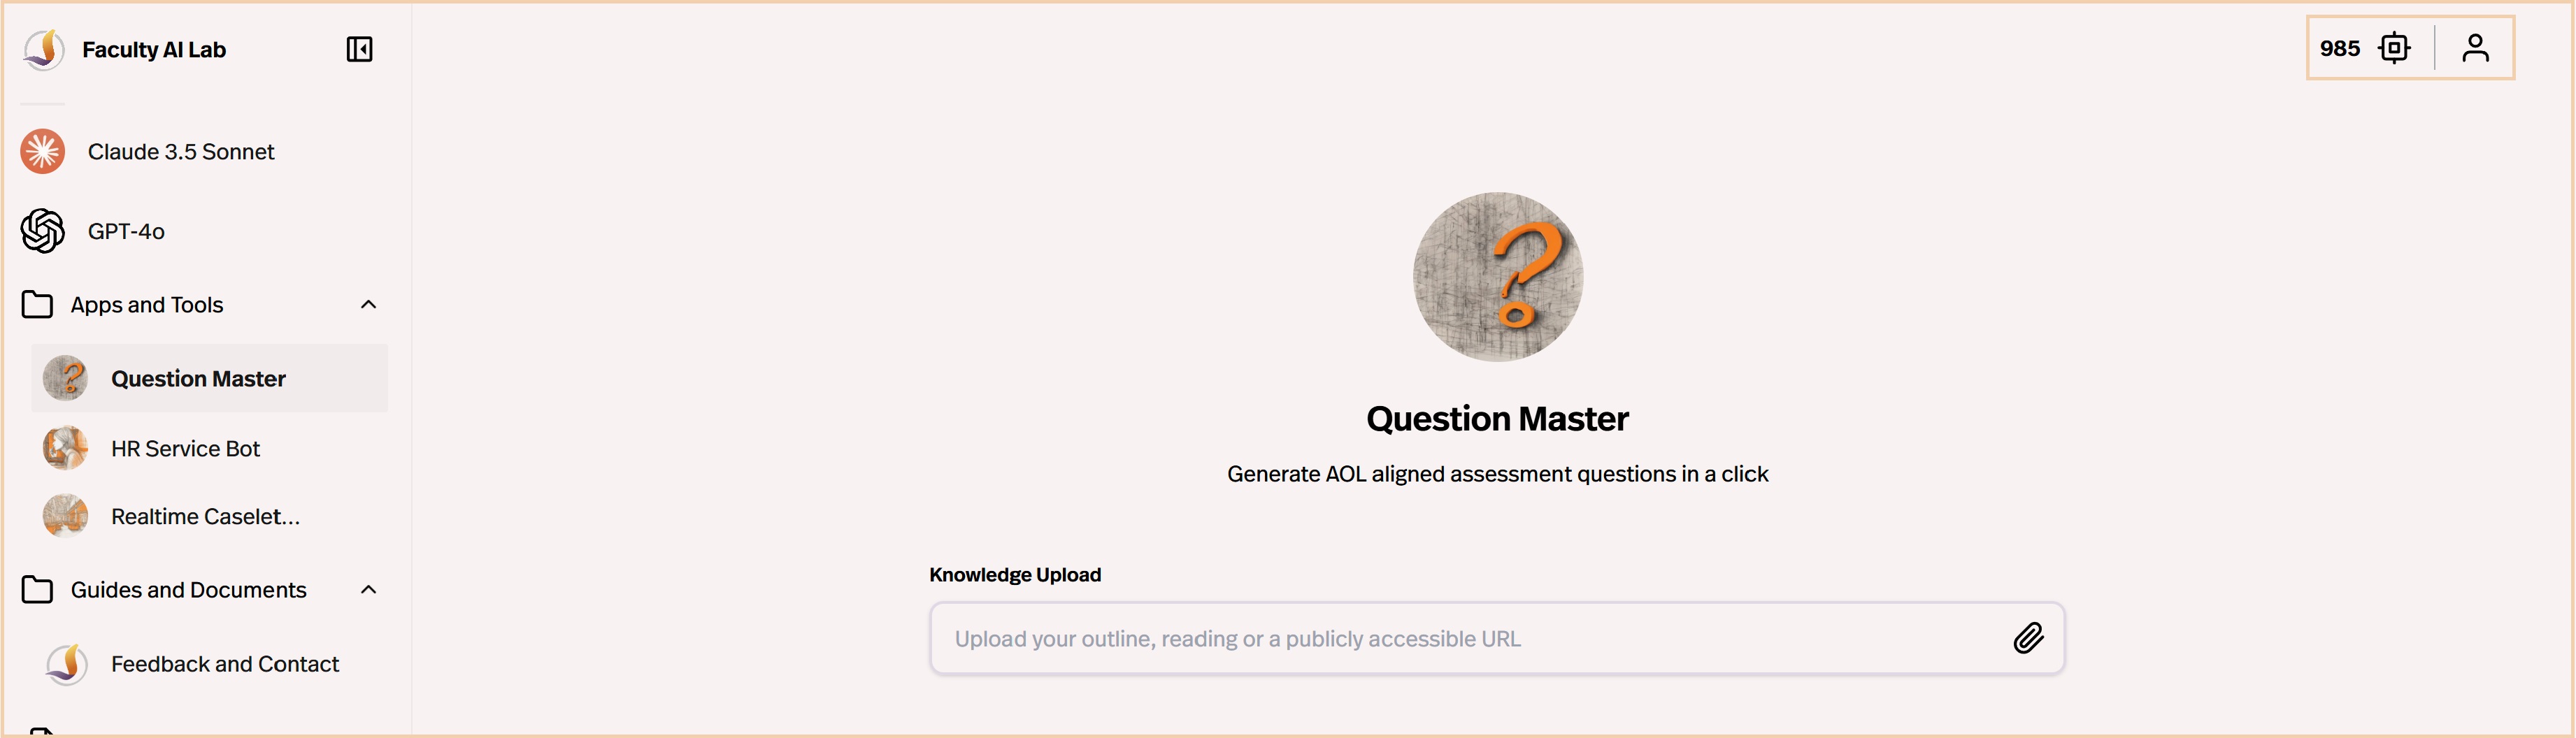 Faculty AI Lab
985
Claude 3.5 Sonnet
GPT-4o
Apps and Tools
Question Master
HR Service Bot
Realtime Caselet...
Guides and Documents
Feedback and Contact
Question Master
Generate AOL aligned assessment questions in a click
Knowledge Upload
Upload your outline, reading or a publicly accessible URL